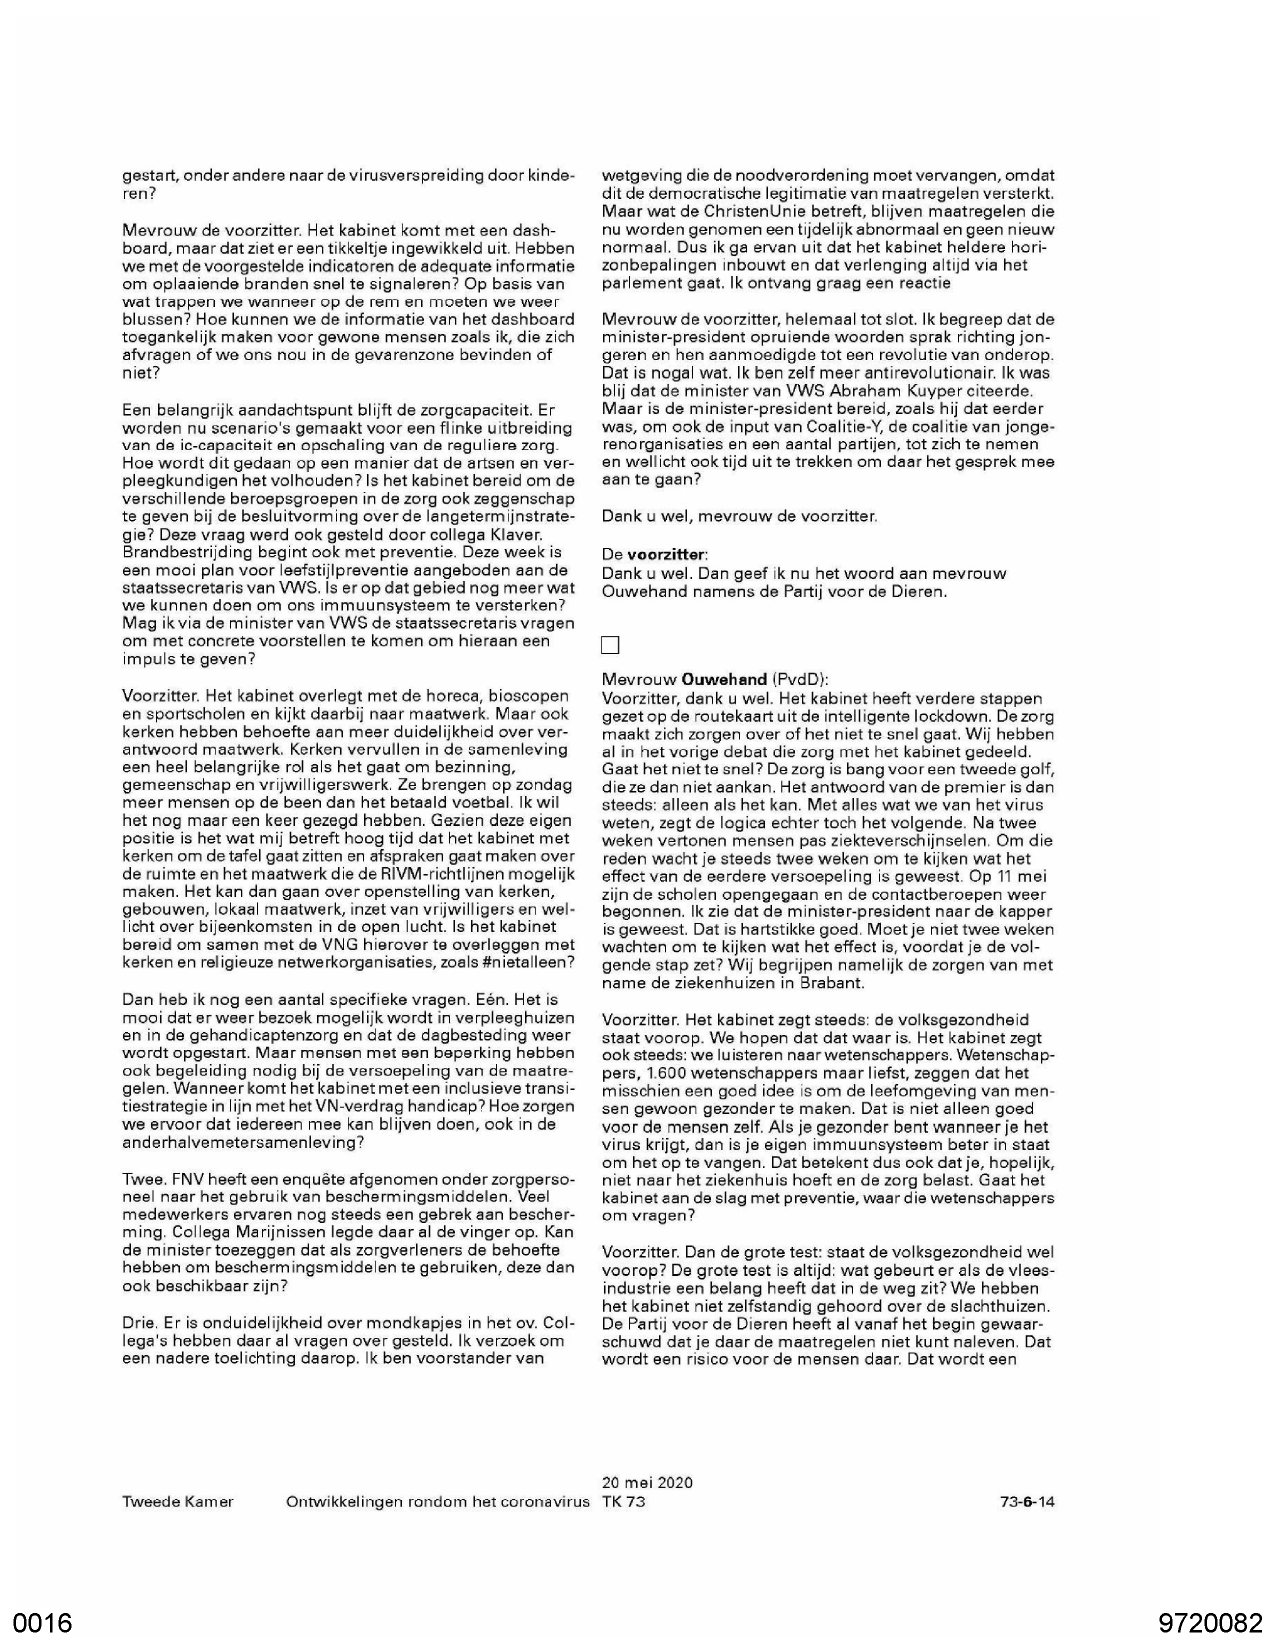 gestart, onder andere naar de virusverspreiding door kinde-
ren?
Mevrouw de voorzitter. Het kabinet komt met een dash-
board, maar dat ziet er een tikkeltje ingewikkeld uit. Hebben
we met de voorgestelde indicatoren de adequate informatie
om oplaaiende branden snel te signaleren? Op basis van
wat trappen we wanneer op de rem en moeten we weer
blussen? Hoe kunnen we de informatie van het dashboard
toegankelijk maken voor gewone mensen zoals ik, die zich
afvragen of we ons nou in de gevarenzone bevinden of
niet?
Een belangrijk aandachtspunt blijft de zorgcapaciteit. Er
worden nu scenario's gemaakt voor een flinke uitbreiding
van de ic-capaciteit en opschaling van de reguliere zorg.
Hoe wordt dit gedaan op een manier dat de artsen en ver-
pleegkundigen het volhouden? Is het kabinet bereid om de
verschillende beroepsgroepen in de zorg ook zeggenschap
te geven bij de besluitvorming over de langetermijnstrate-
gie? Deze vraag werd ook gesteld door collega Klaver.
Brandbestrijding begint ook met preventie. Deze week is
een mooi plan voor leefstijlpreventie aangeboden aan de
staatssecretaris van VWS. Is er op dat gebied nog meer wat
we kunnen doen om ons immuunsysteem te versterken?
Mag ik via de minister van VWS de staatssecretaris vragen
om met concrete voorstellen te komen om hieraan een
impuls te geven?
Voorzitter. Het kabinet overlegt met de horeca, bioscopen
en sportscholen en kijkt daarbij naar maatwerk. Maar ook
kerken hebben behoefte aan meer duidelijkheid over ver-
antwoord maatwerk. Kerken vervullen in de samenleving
een heel belangrijke rol als het gaat om bezinning,
gemeenschap en vrijwilligerswerk. Ze brengen op zondag
meer mensen op de been dan het betaald voetbal. Ik wil
het nog maar een keer gezegd hebben. Gezien deze eigen
positie is het wat mij betreft hoog tijd dat het kabinet met
kerken om de tafel gaat zitten en afspraken gaat maken over
de ruimte en het maatwerk die de RIVM-richtlijnen mogelijk
maken. Het kan dan gaan over openstelling van kerken,
gebouwen, lokaal maatwerk, inzet van vrijwilligers en wel-
licht over bijeenkomsten in de open lucht. Is het kabinet
bereid om samen met de VNG hierover te overleggen met
kerken en religieuze netwerkorganisaties, zoals #nietalleen?
Dan heb ik nog een aantal specifieke vragen. Eén. Het is
mooi dat er weer bezoek mogelijk wordt in verpleeghuizen
en in de gehandicaptenzorg en dat de dagbesteding weer
wordt opgestart. Maar mensen met een beperking hebben
ook begeleiding nodig bij de versoepeling van de maatre-
gelen. Wanneer komt het kabinet met een inclusieve transi-
tiestrategie in lijn met het VN-verdrag handicap? Hoe zorgen
we ervoor dat iedereen mee kan blijven doen, ook in de
anderhalvemetersamenleving?
Twee. FNV heeft een enquête afgenomen onder zorgperso-
neel naar het gebruik van beschermingsmiddelen. Veel
medewerkers ervaren nog steeds een gebrek aan bescher-
ming. Collega Marijnissen legde daar al de vinger op. Kan
de minister toezeggen dat als zorgverleners de behoefte
hebben om beschermingsmiddelen te gebruiken, deze dan
ook beschikbaar zijn?
Drie. Er is onduidelijkheid over mondkapjes in het ov. Col-
lega's hebben daar al vragen over gesteld. Ik verzoek om
een nadere toelichting daarop. Ik ben voorstander van
wetgeving die de noodverordening moet vervangen, omdat
dit de democratische legitimatie van maatregelen versterkt.
Maar wat de ChristenUnie betreft, blijven maatregelen die
nu worden genomen een tijdelijk abnormaal en geen nieuw
normaal. Dus ik ga ervan uit dat het kabinet heldere hori-
zonbepalingen inbouwt en dat verlenging altijd via het
parlement gaat. Ik ontvang graag een reactie
Mevrouw de voorzitter, helemaal tot slot. Ik begreep dat de
minister-president opruiende woorden sprak richting jon-
geren en hen aanmoedigde tot een revolutie van onderop.
Dat is nogal wat. Ik ben zelf meer antirevolutionair. Ik was
blij dat de minister van VWS Abraham Kuyper citeerde.
Maar is de minister-president bereid, zoals hij dat eerder
was, om ook de input van Coalitie-Y, de coalitie van jonge-
renorganisaties en een aantal partijen, tot zich te nemen
en wellicht ook tijd uit te trekken om daar het gesprek mee
aan te gaan?
Dank u wel, mevrouw de voorzitter.
De voorzitter:
Dank u wel. Dan geef ik nu het woord aan mevrouw
Ouwehand namens de Partij voor de Dieren.
Mevrouw Ouwehand (PvdD):
Voorzitter, dank u wel. Het kabinet heeft verdere stappen
gezet op de routekaart uit de intelligente lockdown. De zorg
maakt zich zorgen over of het niet te snel gaat. Wij hebben
al in het vorige debat die zorg met het kabinet gedeeld.
Gaat het niet te snel? De zorg is bang voor een tweede golf,
die ze dan niet aankan. Het antwoord van de premier is dan
steeds: alleen als het kan. Met alles wat we van het virus
weten, zegt de logica echter toch het volgende. Na twee
weken vertonen mensen pas ziekteverschijnselen. Om die
reden wacht je steeds twee weken om te kijken wat het
effect van de eerdere versoepeling is geweest. Op 11 mei
zijn de scholen opengegaan en de contactberoepen weer
begonnen. Ik zie dat de minister-president naar de kapper
is geweest. Dat is hartstikke goed. Moet je niet twee weken
wachten om te kijken wat het effect is, voordat je de vol-
gende stap zet? Wij begrijpen namelijk de zorgen van met
name de ziekenhuizen in Brabant.
Voorzitter. Het kabinet zegt steeds: de volksgezondheid
staat voorop. We hopen dat dat waar is. Het kabinet zegt
ook steeds: we luisteren naar wetenschappers. Wetenschap-
pers, 1.600 wetenschappers maar liefst, zeggen dat het
misschien een goed idee is om de leefomgeving van men-
sen gewoon gezonder te maken. Dat is niet alleen goed
voor de mensen zelf. Als je gezonder bent wanneer je het
virus krijgt, dan is je eigen immuunsysteem beter in staat
om het op te vangen. Dat betekent dus ook dat je, hopelijk,
niet naar het ziekenhuis hoeft en de zorg belast. Gaat het
kabinet aan de slag met preventie, waar die wetenschappers
om vragen?
Voorzitter. Dan de grote test: staat de volksgezondheid wel
voorop? De grote test is altijd: wat gebeurt er als de vlees-
industrie een belang heeft dat in de weg zit? We hebben
het kabinet niet zelfstandig gehoord over de slachthuizen.
De Partij voor de Dieren heeft al vanaf het begin gewaar-
schuwd dat je daar de maatregelen niet kunt naleven. Dat
wordt een risico voor de mensen daar. Dat wordt een
20 mei 2020
Tweede Kamer Ontwikkelingen rondom het coronavirus TK 73 73-6-14
0016 9720082